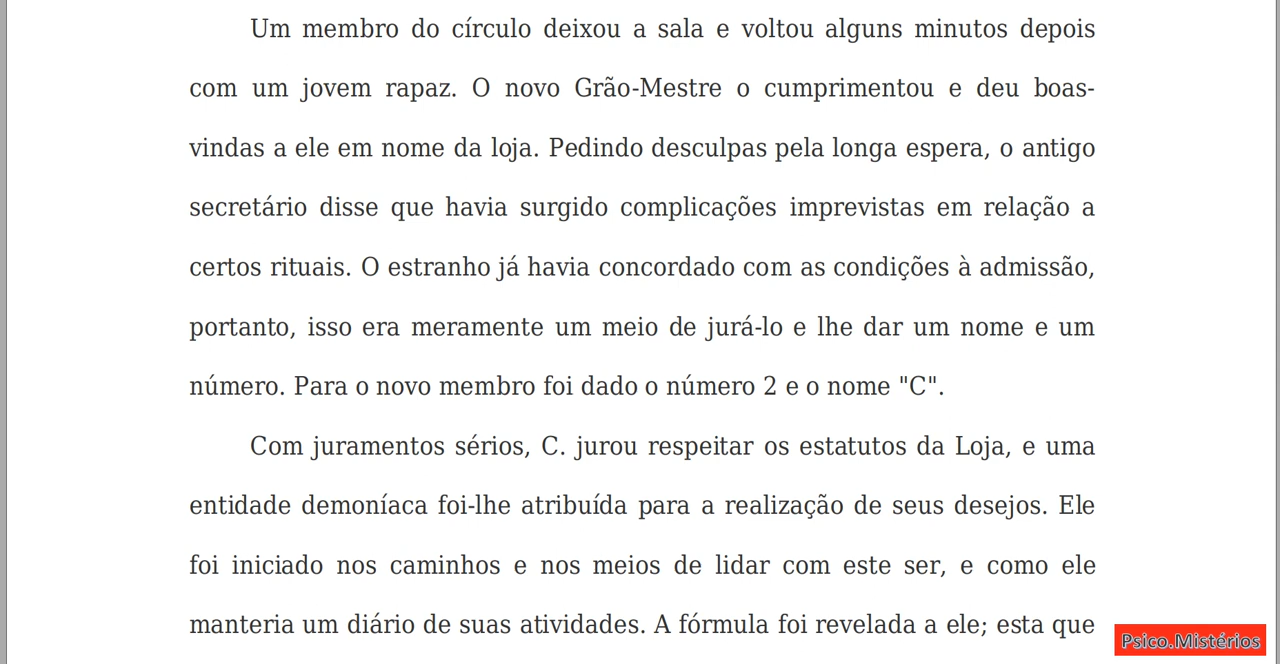 Um membro do círculo deixou a sala e voltou alguns minutos depois
com um jovem rapaz. O novo Grão-Mestre o cumprimentou e deu boas-
vindas a ele em nome da loja. Pedindo desculpas pela longa espera, o antigo
secretário disse que havia surgido complicações imprevistas em relação a
certos rituais. O estranho já havia concordado com as condições à admissão,
portanto, isso era meramente um meio de jurá-lo e lhe dar um nome e um
número. Para o novo membro foi dado o número 2 e o nome "C".
Com juramentos sérios, C. jurou respeitar os estatutos da Loja, e uma
entidade demoníaca foi-lhe atribuída para a realização de seus desejos. Ele
foi iniciado nos caminhos e nos meios de lidar com este ser, e como ele
manteria um diário de suas atividades. A fórmula foi revelada a ele; esta que
Psico.Mistérios